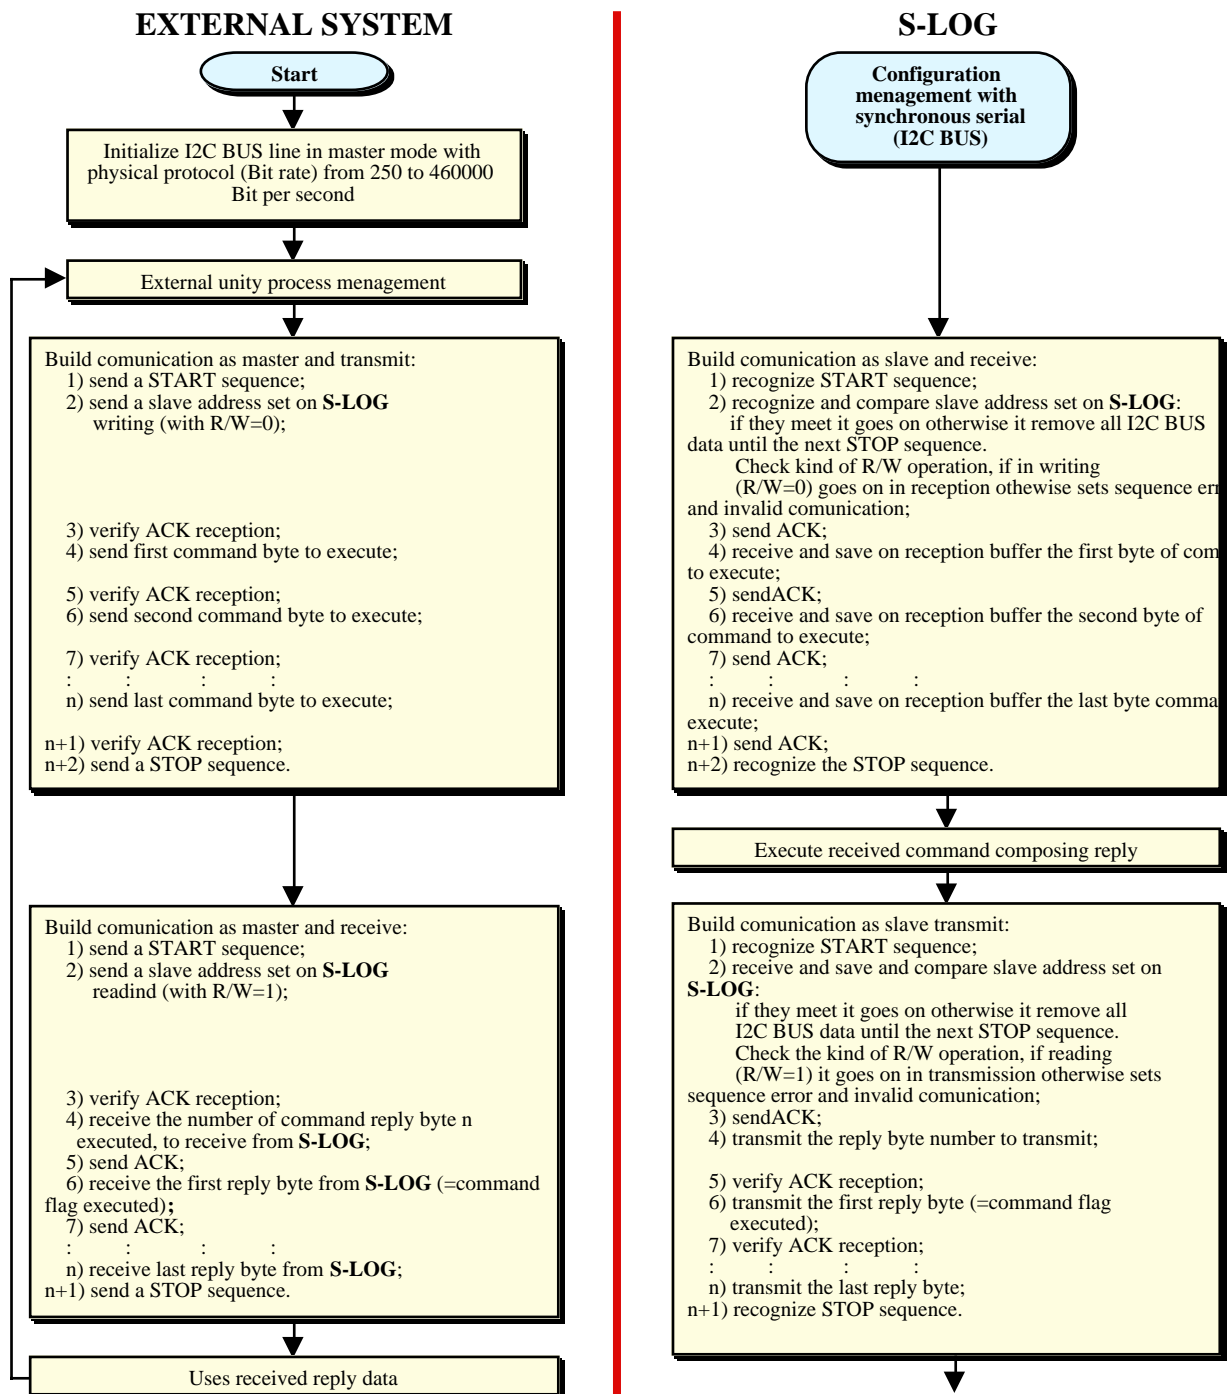 EXTERNAL SYSTEM
Start
Initialize I2C BUS line in master mode with
physical protocol (Bit rate) from 250 to 460000
Bit per second
External unity process menagement
Build comunication as master and transmit:
1) send a START sequence;
2) send a slave address set on S-LOG
writing (with R/W=0);
3) verify ACK reception;
4) send first command byte to execute;
5) verify ACK reception;
6) send second command byte to execute;
7) verify ACK reception;
: : : :
n) send last command byte to execute;
n+1) verify ACK reception;
n+2) send a STOP sequence.
Build comunication as master and receive:
1) send a START sequence;
2) send a slave address set on S-LOG
readind (with R/W=1);
3) verify ACK reception;
4) receive the number of command reply byte n
executed, to receive from S-LOG;
5) send ACK;
6) receive the first reply byte from S-LOG (=command
flag executed);
7) send ACK;
: : : :
n) receive last reply byte from S-LOG;
n+1) send a STOP sequence.
Uses received reply data
S-LOG
Configuration
menagement with
synchronous serial
(I2C BUS)
Build comunication as slave and receive:
1) recognize START sequence;
2) recognize and compare slave address set on S-LOG:
if they meet it goes on otherwise it remove all I2C BUS
data until the next STOP sequence.
Check kind of R/W operation, if in writing
(R/W=0) goes on in reception othewise sets sequence err
and invalid comunication;
3) send ACK;
4) receive and save on reception buffer the first byte of com
to execute;
5) sendACK;
6) receive and save on reception buffer the second byte of
command to execute;
7) send ACK;
: : : :
n) receive and save on reception buffer the last byte comma
execute;
n+1) send ACK;
n+2) recognize the STOP sequence.
Execute received command composing reply
Build comunication as slave transmit:
1) recognize START sequence;
2) receive and save and compare slave address set on
S-LOG:
if they meet it goes on otherwise it remove all
I2C BUS data until the next STOP sequence.
Check the kind of R/W operation, if reading
(R/W=1) it goes on in transmission otherwise sets
sequence error and invalid comunication;
3) sendACK;
4) transmit the reply byte number to transmit;
5) verify ACK reception;
6) transmit the first reply byte (=command flag
executed);
7) verify ACK reception;
: : : :
n) transmit the last reply byte;
n+1) recognize STOP sequence.